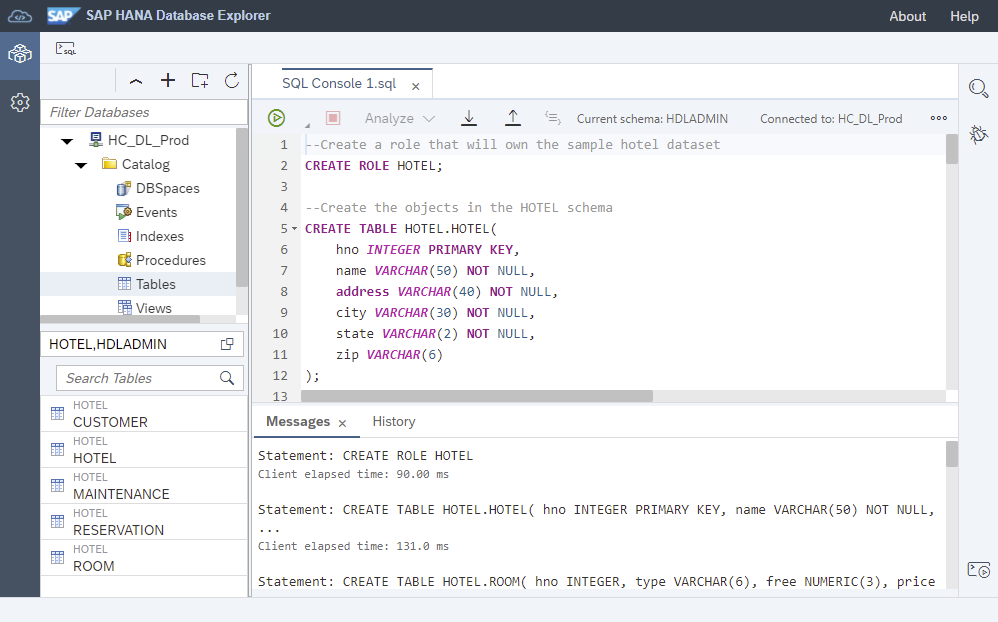 SAP SAP HANA Database Explorer About Help
SQL
Filter Databases
HC_DL_Prod
Catalog
DBSpaces
Events
Indexes
Procedures
Tables
Views
HOTEL,HDLADMIN
Search Tables
HOTEL
CUSTOMER
HOTEL
HOTEL
HOTEL
MAINTENANCE
HOTEL
RESERVATION
HOTEL
ROOM
SQL Console 1.sql ×
Analyze Current schema: HDLADMIN Connected to: HC_DL_Prod
1 --Create a role that will own the sample hotel dataset
2 CREATE ROLE HOTEL;
3
4 --Create the objects in the HOTEL schema
5 CREATE TABLE HOTEL.HOTEL(
6 hno INTEGER PRIMARY KEY,
7 name VARCHAR(50) NOT NULL,
8 address VARCHAR(40) NOT NULL,
9 city VARCHAR(30) NOT NULL,
10 state VARCHAR(2) NOT NULL,
11 zip VARCHAR(6)
12 );
13
Messages × History
Statement: CREATE ROLE HOTEL
Client elapsed time: 90.00 ms
Statement: CREATE TABLE HOTEL.HOTEL( hno INTEGER PRIMARY KEY, name VARCHAR(50) NOT NULL,
...
Client elapsed time: 131.0 ms
Statement: CREATE TABLE HOTEL.ROOM( hno INTEGER, type VARCHAR(6), free NUMERIC(3), price